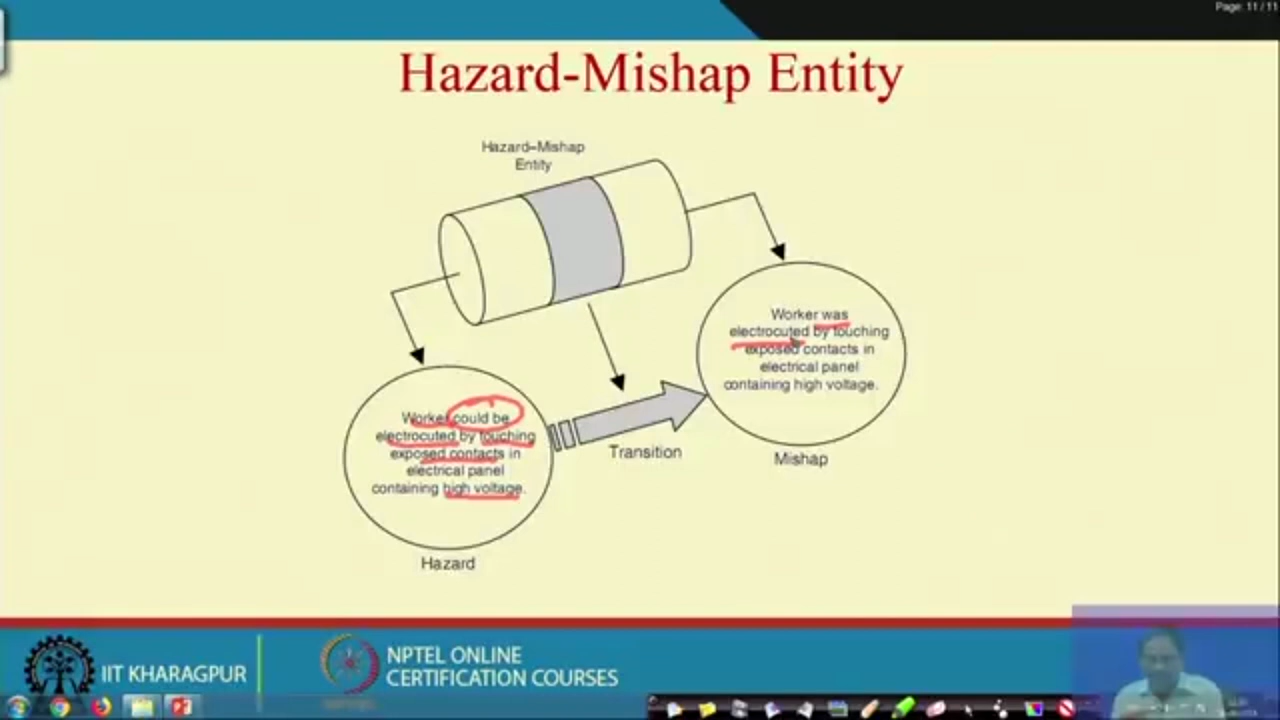 Page: 11 / 11
Hazard-Mishap Entity
Hazard–Mishap
Entity
Worker was
electrocuted by touching
exposed contacts in
electrical panel
containing high voltage.
Mishap
Worker could be
electrocuted by touching
exposed contacts in
electrical panel
containing high voltage.
Hazard
Transition
IIT KHARAGPUR
NPTEL ONLINE
CERTIFICATION COURSES